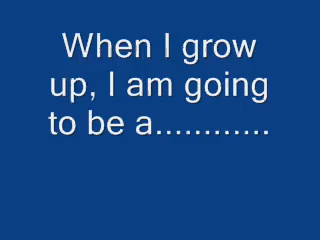 When I grow
up, I am going
to be a............